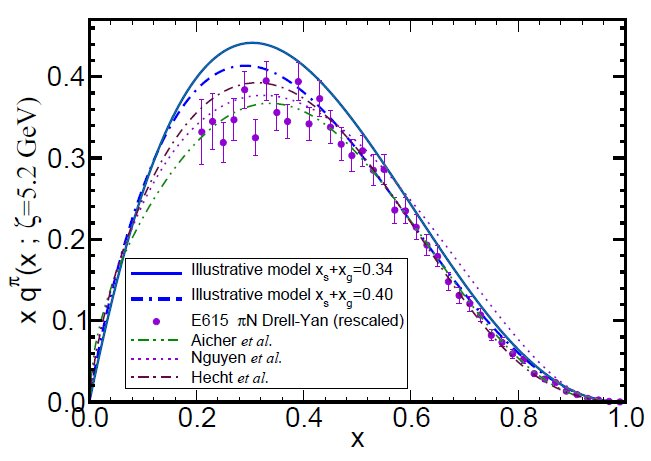 x q^π(x ; ζ=5.2 GeV)
0.4
0.3
0.2
0.1
0.0
Illustrative model x_s+x_g=0.34
Illustrative model x_s+x_g=0.40
E615 πN Drell-Yan (rescaled)
Aicher et al.
Nguyen et al.
Hecht et al.
0.0 0.2 0.4 0.6 0.8 1.0
x